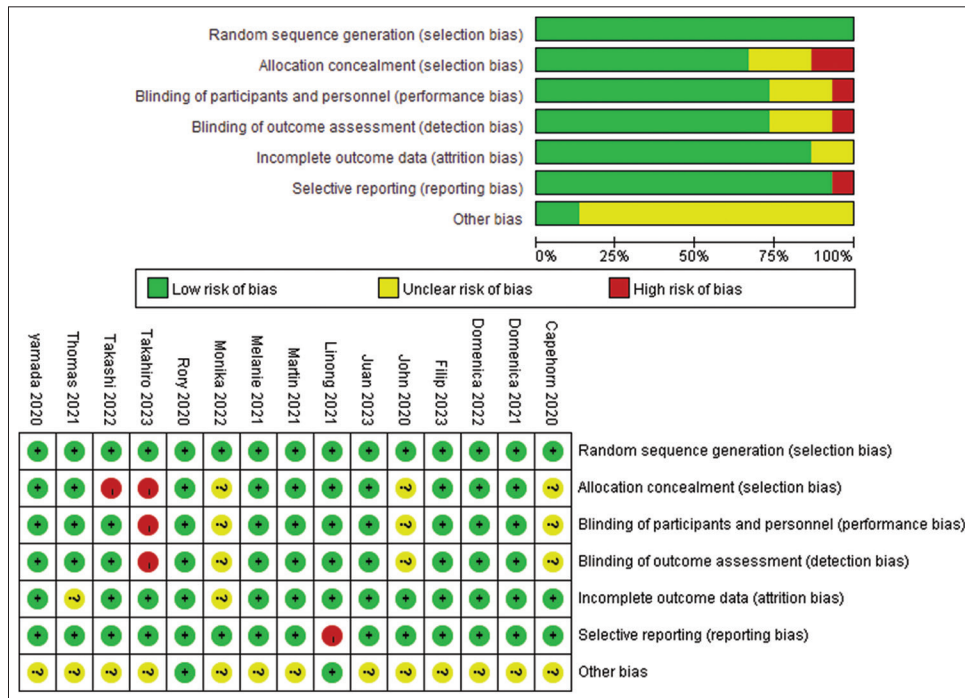 Random sequence generation (selection bias)
Allocation concealment (selection bias)
Blinding of participants and personnel (performance bias)
Blinding of outcome assessment (detection bias)
Incomplete outcome data (attrition bias)
Selective reporting (reporting bias)
Other bias
0% 25% 50% 75% 100%
Low risk of bias Unclear risk of bias High risk of bias
yamada 2020
Thomas 2021
Takashi 2022
Takahiro 2023
Rory 2020
Monika 2022
Melanie 2021
Martin 2021
Linong 2021
Juan 2023
John 2020
Filip 2023
Domenica 2022
Domenica 2021
Capehorn 2020
+ + + + + + + + + + + + + + + Random sequence generation (selection bias)
+ + - - + ? + + + + ? + + + ? Allocation concealment (selection bias)
+ + + - + ? + + + + ? + + + ? Blinding of participants and personnel (performance bias)
+ + + - + ? + + + + ? + + + ? Blinding of outcome assessment (detection bias)
+ ? + + + ? + + + + + + + + + Incomplete outcome data (attrition bias)
+ + + + + + + + - + + + + + + Selective reporting (reporting bias)
? ? ? ? + ? ? ? + ? ? ? ? ? ? Other bias